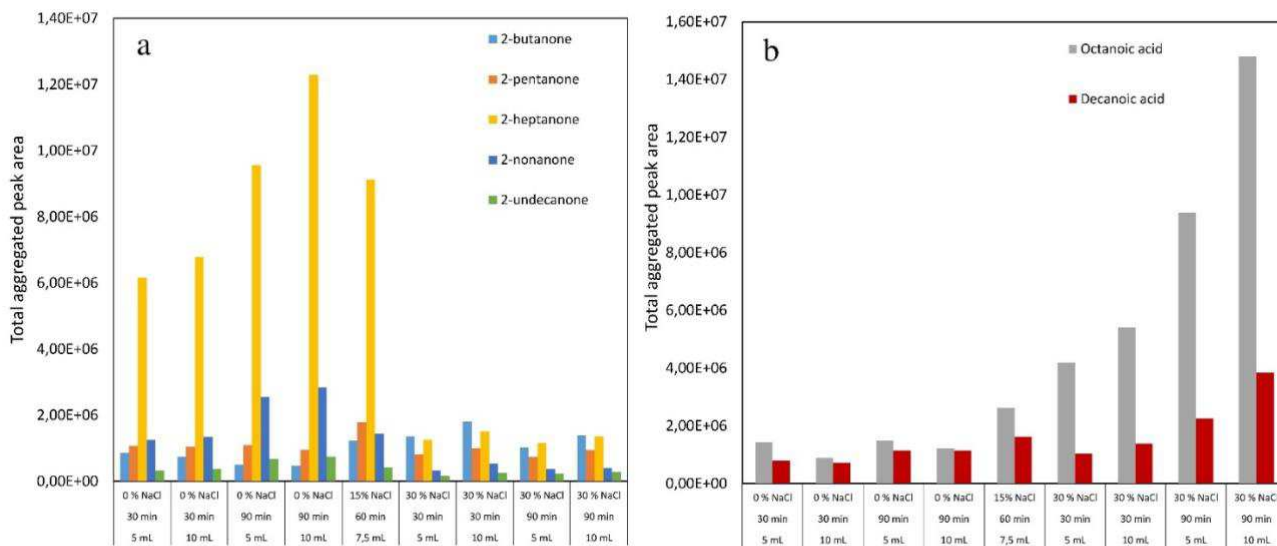 a
2-butanone
2-pentanone
2-heptanone
2-nonanone
2-undecanone
Total aggregated peak area
1,40E+07
1,20E+07
1,00E+07
8,00E+06
6,00E+06
4,00E+06
2,00E+06
0,00E+00
0 % NaCl 0 % NaCl 0 % NaCl 0 % NaCl 15% NaCl 30 % NaCl 30 % NaCl 30 % NaCl 30 % NaCl
30 min 30 min 90 min 90 min 60 min 30 min 30 min 90 min 90 min
5 mL 10 mL 5 mL 10 mL 7,5 mL 5 mL 10 mL 5 mL 10 mL
b
Octanoic acid
Decanoic acid
Total aggregated peak area
1,60E+07
1,40E+07
1,20E+07
1,00E+07
8,00E+06
6,00E+06
4,00E+06
2,00E+06
0,00E+00
0 % NaCl 0 % NaCl 0 % NaCl 0 % NaCl 15% NaCl 30 % NaCl 30 % NaCl 30 % NaCl 30 % NaCl
30 min 30 min 90 min 90 min 60 min 30 min 30 min 90 min 90 min
5 mL 10 mL 5 mL 10 mL 7,5 mL 5 mL 10 mL 5 mL 10 mL